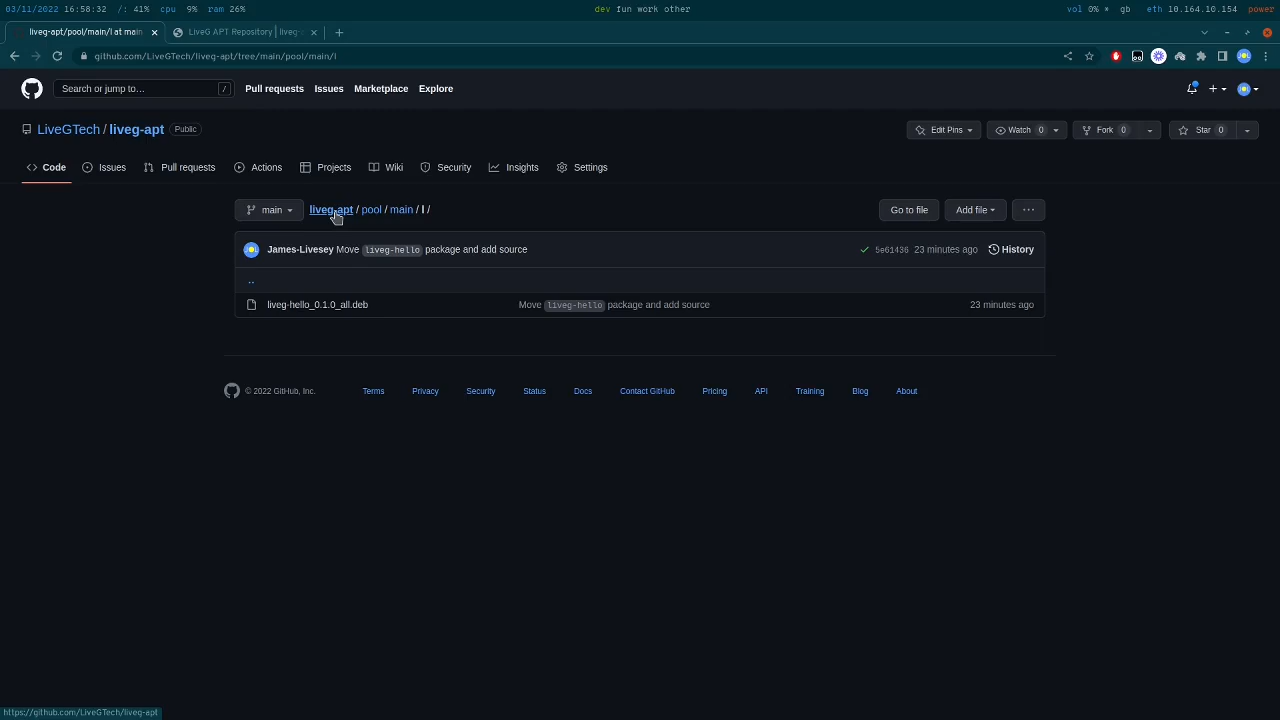 03/11/2022 16:58:32 /: 41% cpu 9% ram 26% dev fun work other vol 0% * gb eth 10.164.10.154 power
liveg-apt/pool/main/l at main LiveG APT Repository | liveg-
github.com/LiveGTech/liveg-apt/tree/main/pool/main/l
Search or jump to… / Pull requests Issues Marketplace Explore
LiveGTech / liveg-apt Public Edit Pins Watch 0 Fork 0 Star 0
Code Issues Pull requests Actions Projects Wiki Security Insights Settings
main liveg-apt / pool / main / l / Go to file Add file ···
James-Livesey Move liveg-hello package and add source 5e61436 23 minutes ago History
..
liveg-hello_0.1.0_all.deb Move liveg-hello package and add source 23 minutes ago
© 2022 GitHub, Inc. Terms Privacy Security Status Docs Contact GitHub Pricing API Training Blog About
https://github.com/LiveGTech/liveg-apt